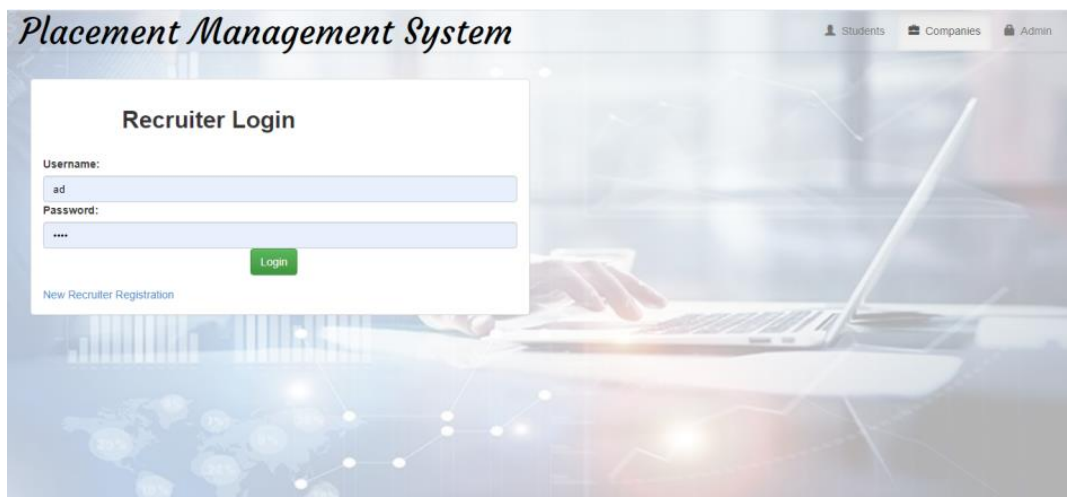 Placement Management System
Students Companies Admin
Recruiter Login
Username:
ad
Password:
••••
Login
New Recruiter Registration